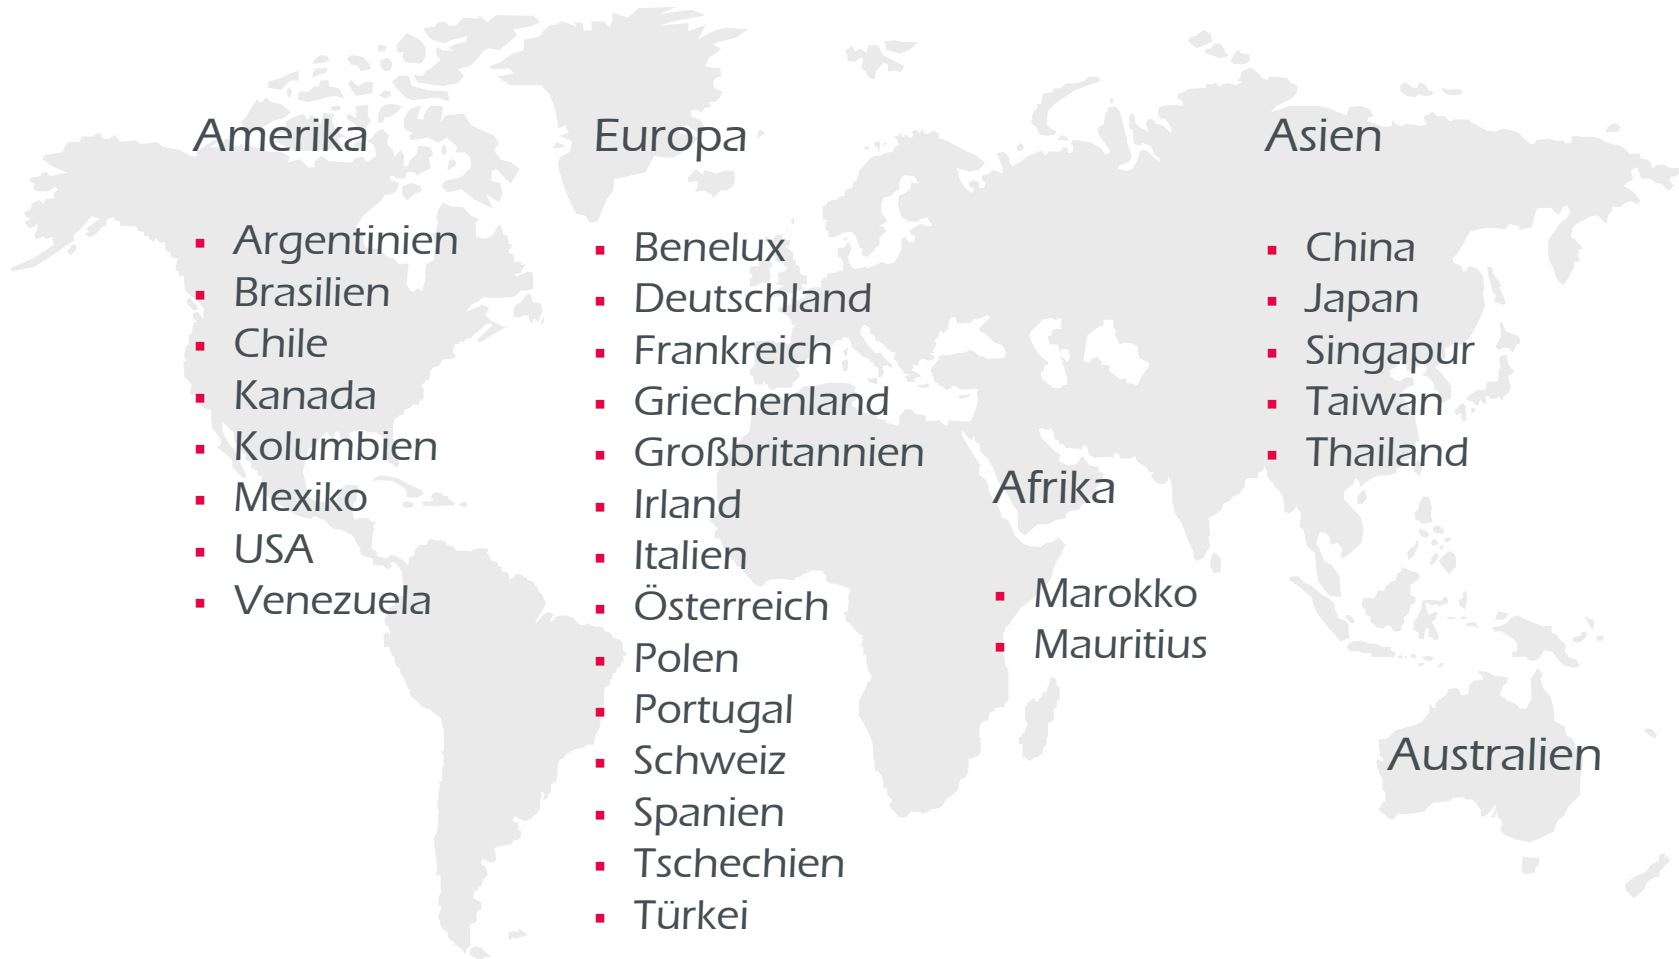 Amerika
Argentinien
Brasilien
Chile
Kanada
Kolumbien
Mexiko
USA
Venezuela
Europa
Benelux
Deutschland
Frankreich
Griechenland
Großbritannien
Irland
Italien
Österreich
Polen
Portugal
Schweiz
Spanien
Tschechien
Türkei
Afrika
Marokko
Mauritius
Asien
China
Japan
Singapur
Taiwan
Thailand
Australien